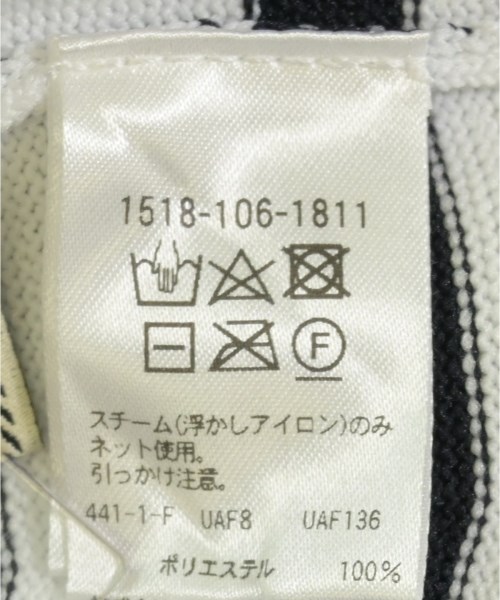 1518-106-1811
F
スチーム(浮かしアイロン)のみ
ネット使用。
引っかけ注意。
441-1-F UAF8 UAF136
ポリエステル 100%